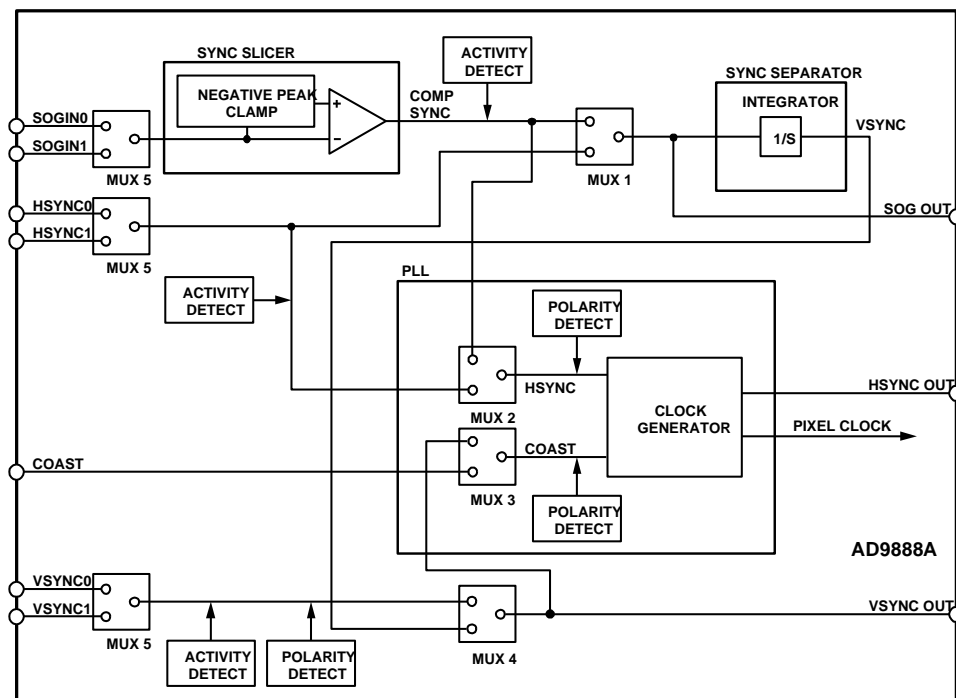 SYNC SLICER
NEGATIVE PEAK
CLAMP
+
−
ACTIVITY
DETECT
COMP
SYNC
SYNC SEPARATOR
INTEGRATOR
1/S
VSYNC
SOGIN0
SOGIN1
MUX 5
MUX 1
HSYNC0
HSYNC1
MUX 5
SOG OUT
ACTIVITY
DETECT
PLL
POLARITY
DETECT
HSYNC
MUX 2
CLOCK
GENERATOR
HSYNC OUT
PIXEL CLOCK
COAST
COAST
MUX 3
POLARITY
DETECT
AD9888A
VSYNC0
VSYNC1
MUX 5
ACTIVITY
DETECT
POLARITY
DETECT
MUX 4
VSYNC OUT